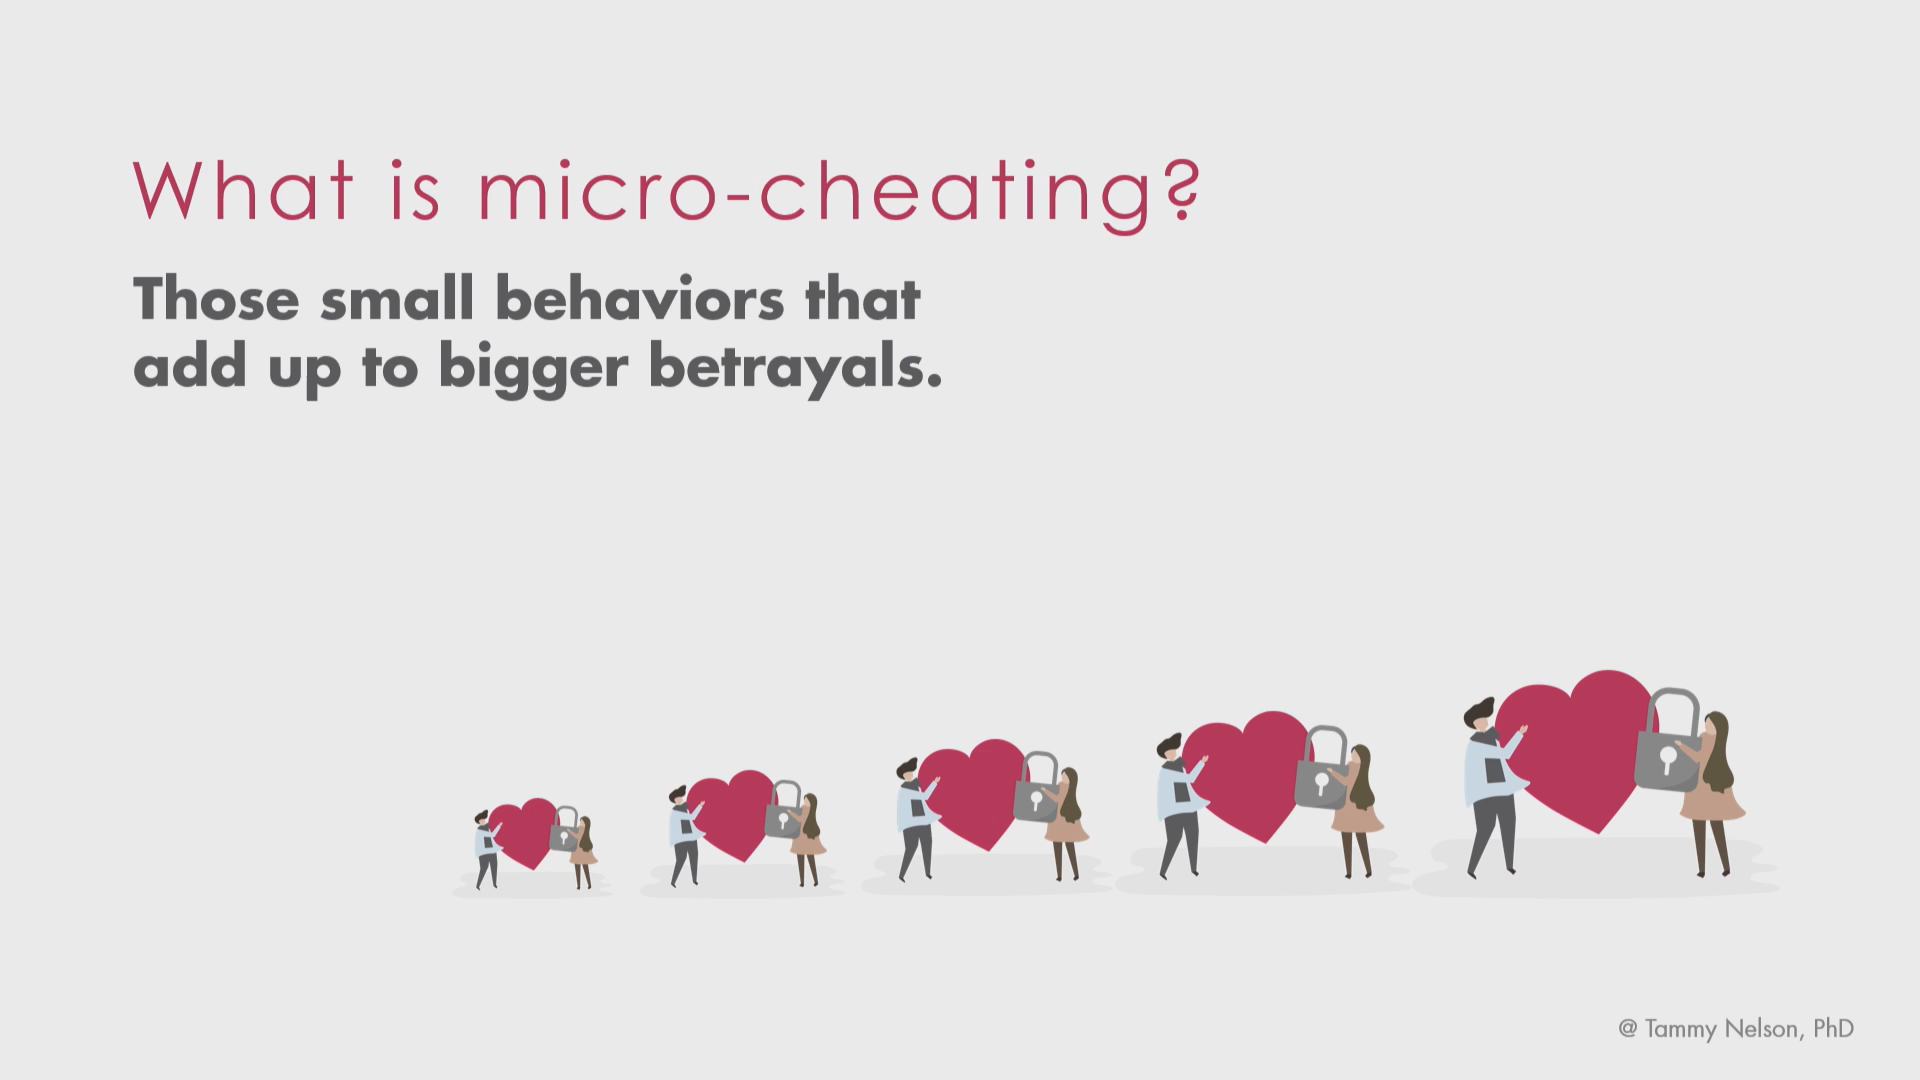 What is micro-cheating?
Those small behaviors that
add up to bigger betrayals.
@ Tammy Nelson, PhD